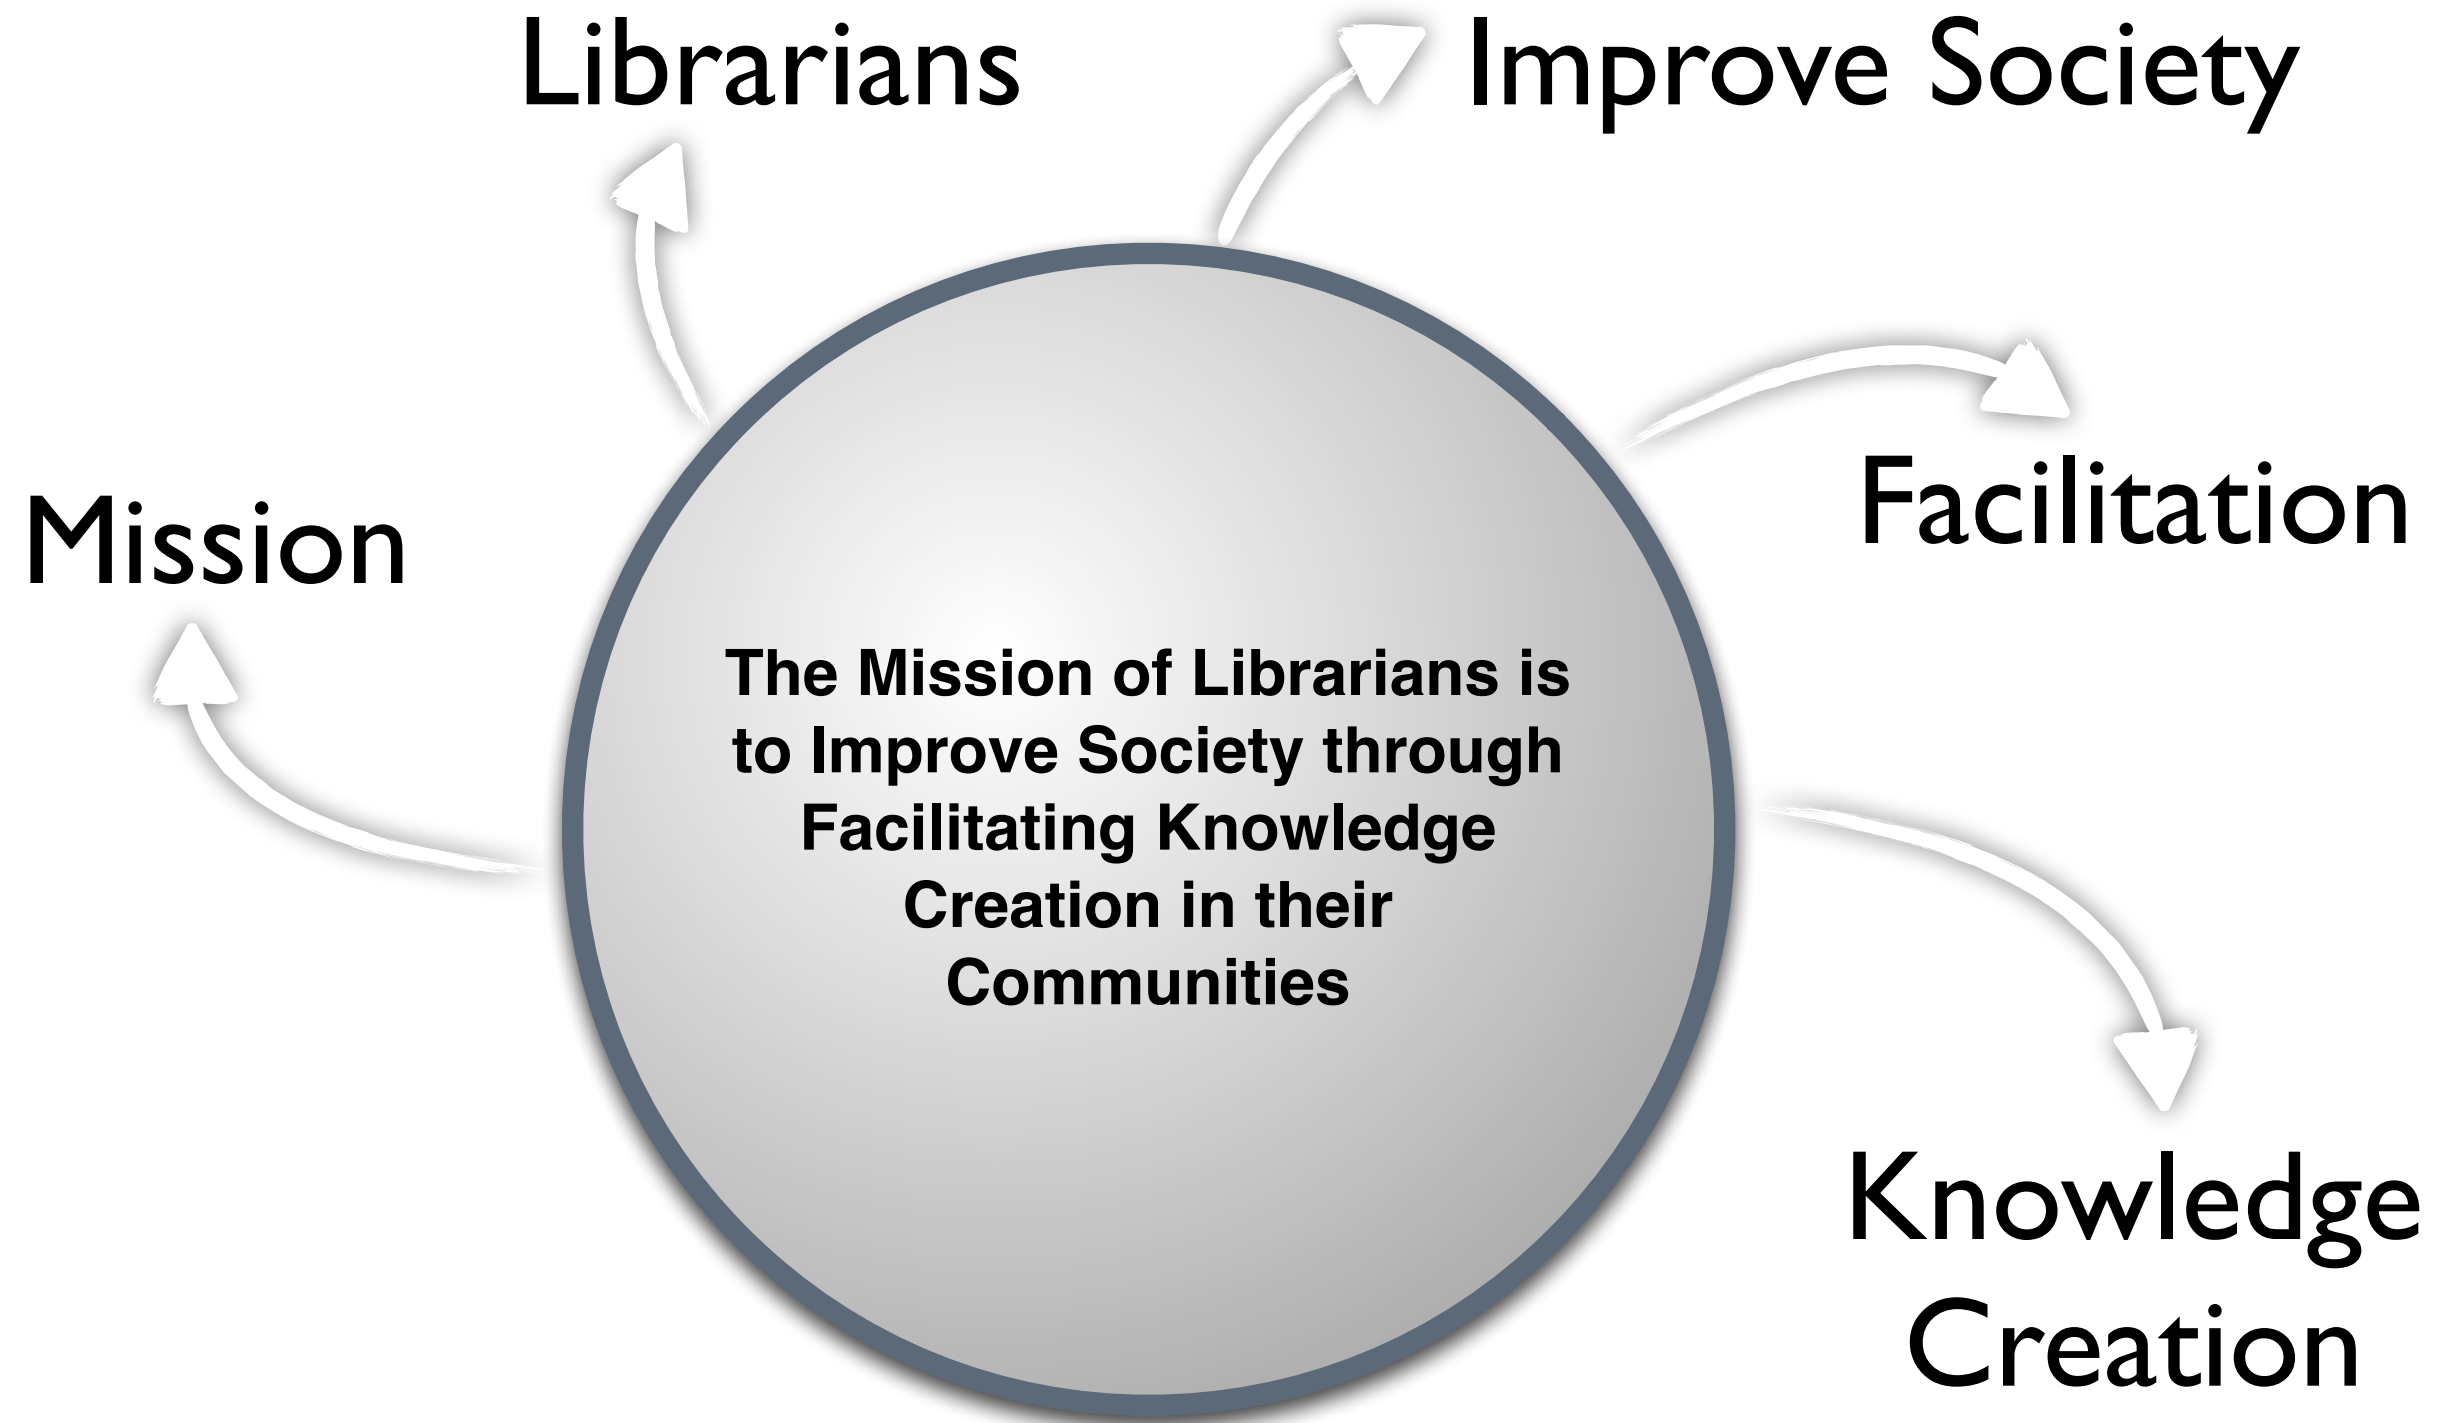 Librarians
Improve Society
Mission
Facilitation
The Mission of Librarians is
to Improve Society through
Facilitating Knowledge
Creation in their
Communities
Knowledge
Creation